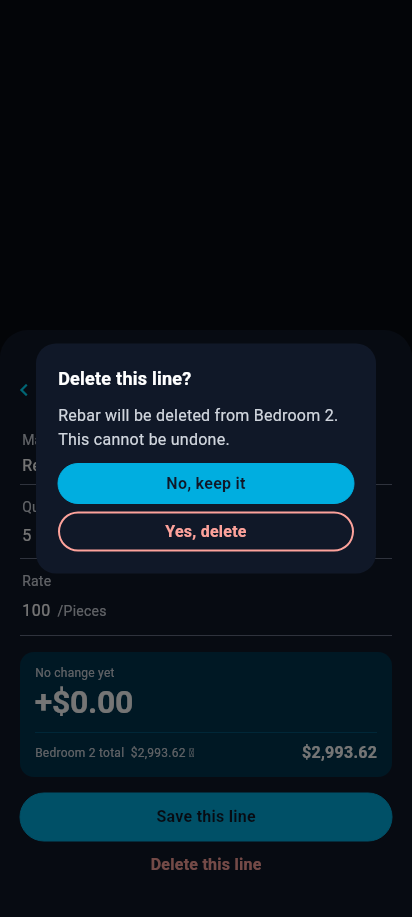 Delete this line?
Rebar will be deleted from Bedroom 2.
This cannot be undone.
No, keep it
Yes, delete
5
Rate
100 /Pieces
No change yet
+$0.00
Bedroom 2 total $2,993.62
$2,993.62
Save this line
Delete this line